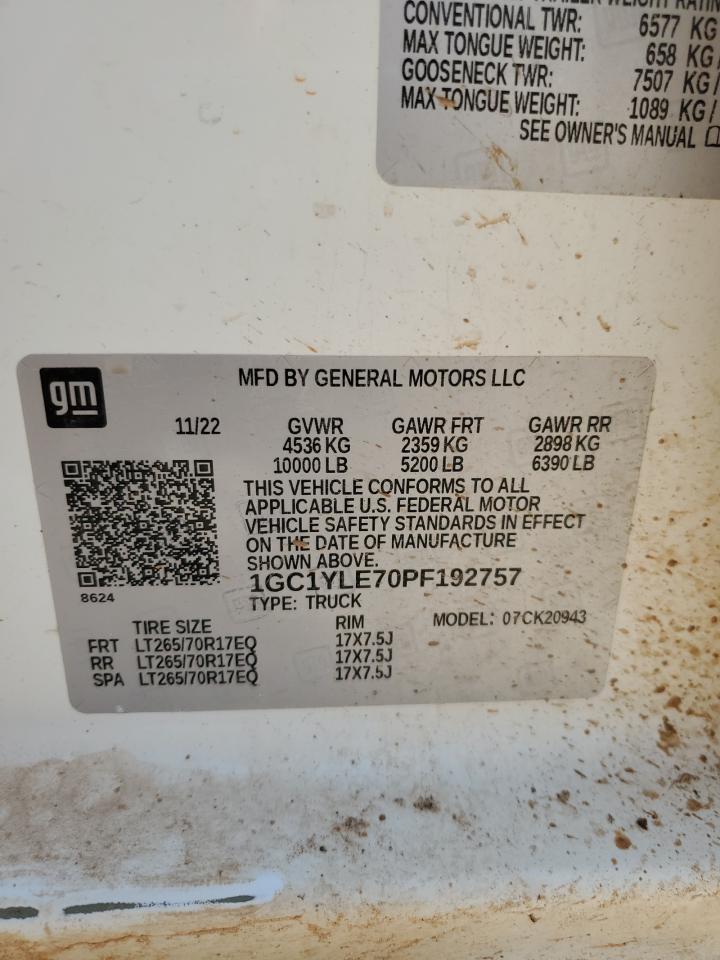 CONVENTIONAL TWR: 6577 KG
MAX TONGUE WEIGHT: 658 KG/
GOOSENECK TWR: 7507 KG/
MAX TONGUE WEIGHT: 1089 KG/
SEE OWNER'S MANUAL
gm
MFD BY GENERAL MOTORS LLC
11/22 GVWR GAWR FRT GAWR RR
4536 KG 2359 KG 2898 KG
10000 LB 5200 LB 6390 LB
THIS VEHICLE CONFORMS TO ALL
APPLICABLE U.S. FEDERAL MOTOR
VEHICLE SAFETY STANDARDS IN EFFECT
ON THE DATE OF MANUFACTURE
SHOWN ABOVE.
1GC1YLE70PF192757
8624
TYPE: TRUCK
MODEL: 07CK20943
TIRE SIZE RIM
FRT LT265/70R17EQ 17X7.5J
RR LT265/70R17EQ 17X7.5J
SPA LT265/70R17EQ 17X7.5J